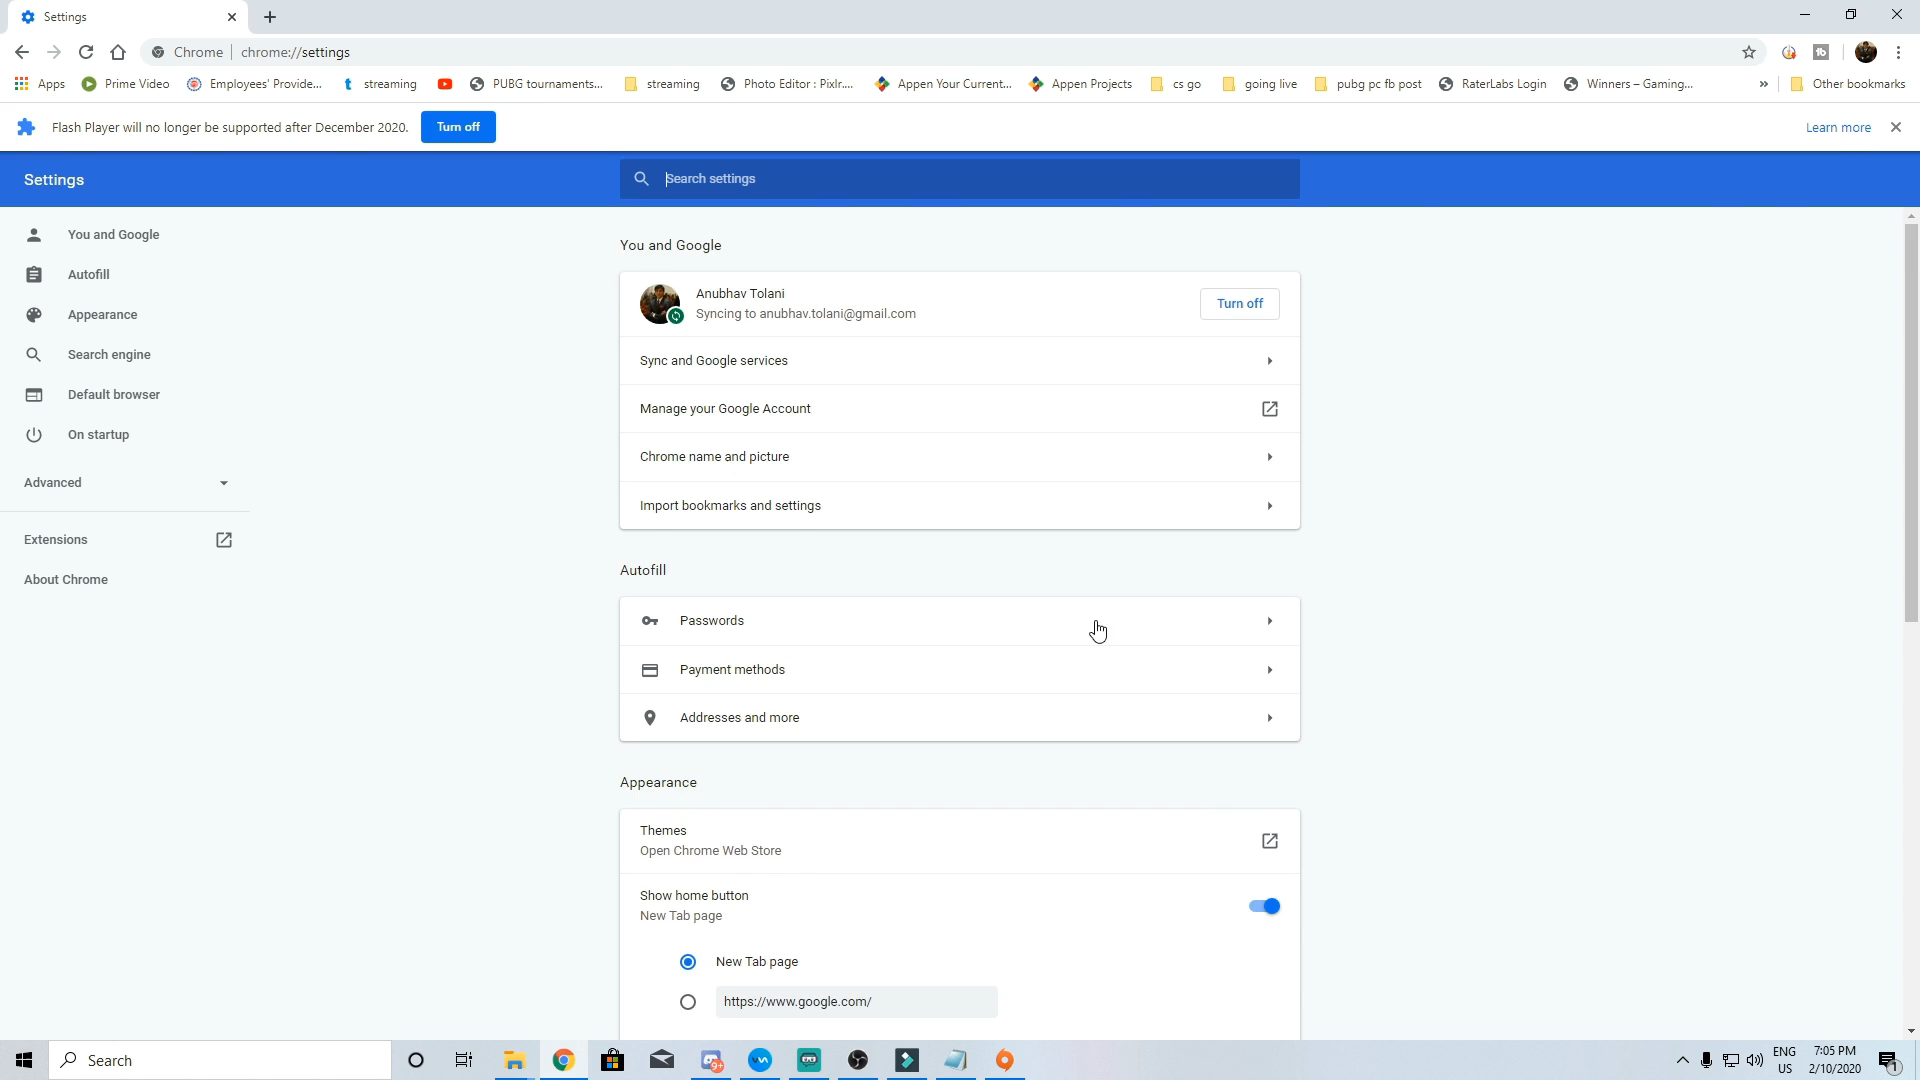 Settings
Chrome
chrome://settings
Apps
Prime Video
Employees' Provide...
streaming
PUBG tournaments...
streaming
Photo Editor : Pixlr....
Appen Your Current...
Appen Projects
cs go
going live
pubg pc fb post
RaterLabs Login
Winners – Gaming...
»
Other bookmarks
Flash Player will no longer be supported after December 2020.
Turn off
Learn more
Settings
Search settings
You and Google
Autofill
Appearance
Search engine
Default browser
On startup
Advanced
Extensions
About Chrome
You and Google
Anubhav Tolani
Syncing to anubhav.tolani@gmail.com
Turn off
Sync and Google services
Manage your Google Account
Chrome name and picture
Import bookmarks and settings
Autofill
Passwords
Payment methods
Addresses and more
Appearance
Themes
Open Chrome Web Store
Show home button
New Tab page
New Tab page
https://www.google.com/
Search
ENG
US
7:05 PM
2/10/2020
1